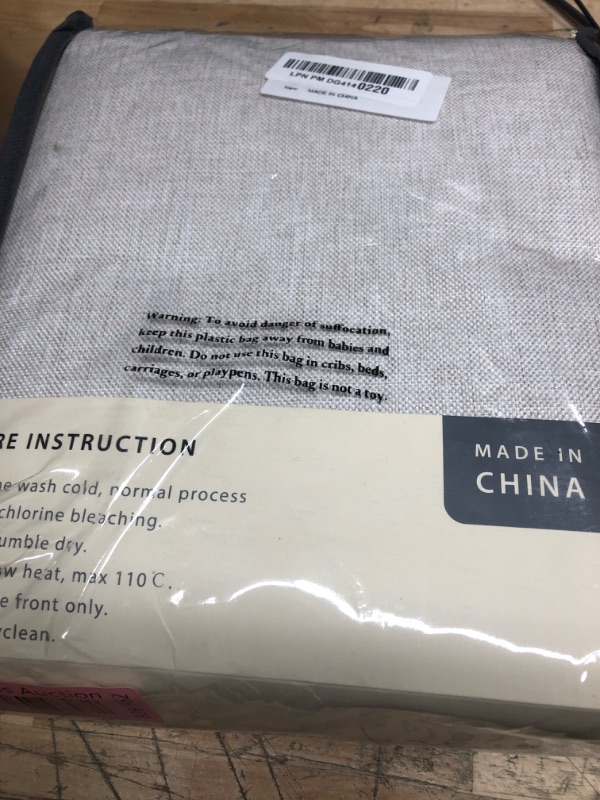 LPN PM DG4140220
MADE IN CHINA
Warning: To avoid danger of suffocation,
keep this plastic bag away from babies and
children. Do not use this bag in cribs, beds,
carriages, or playpens. This bag is not a toy.
RE INSTRUCTION
ne wash cold, normal process
chlorine bleaching.
umble dry.
w heat, max 110℃.
e front only.
yclean.
MADE IN
CHINA
is Auction